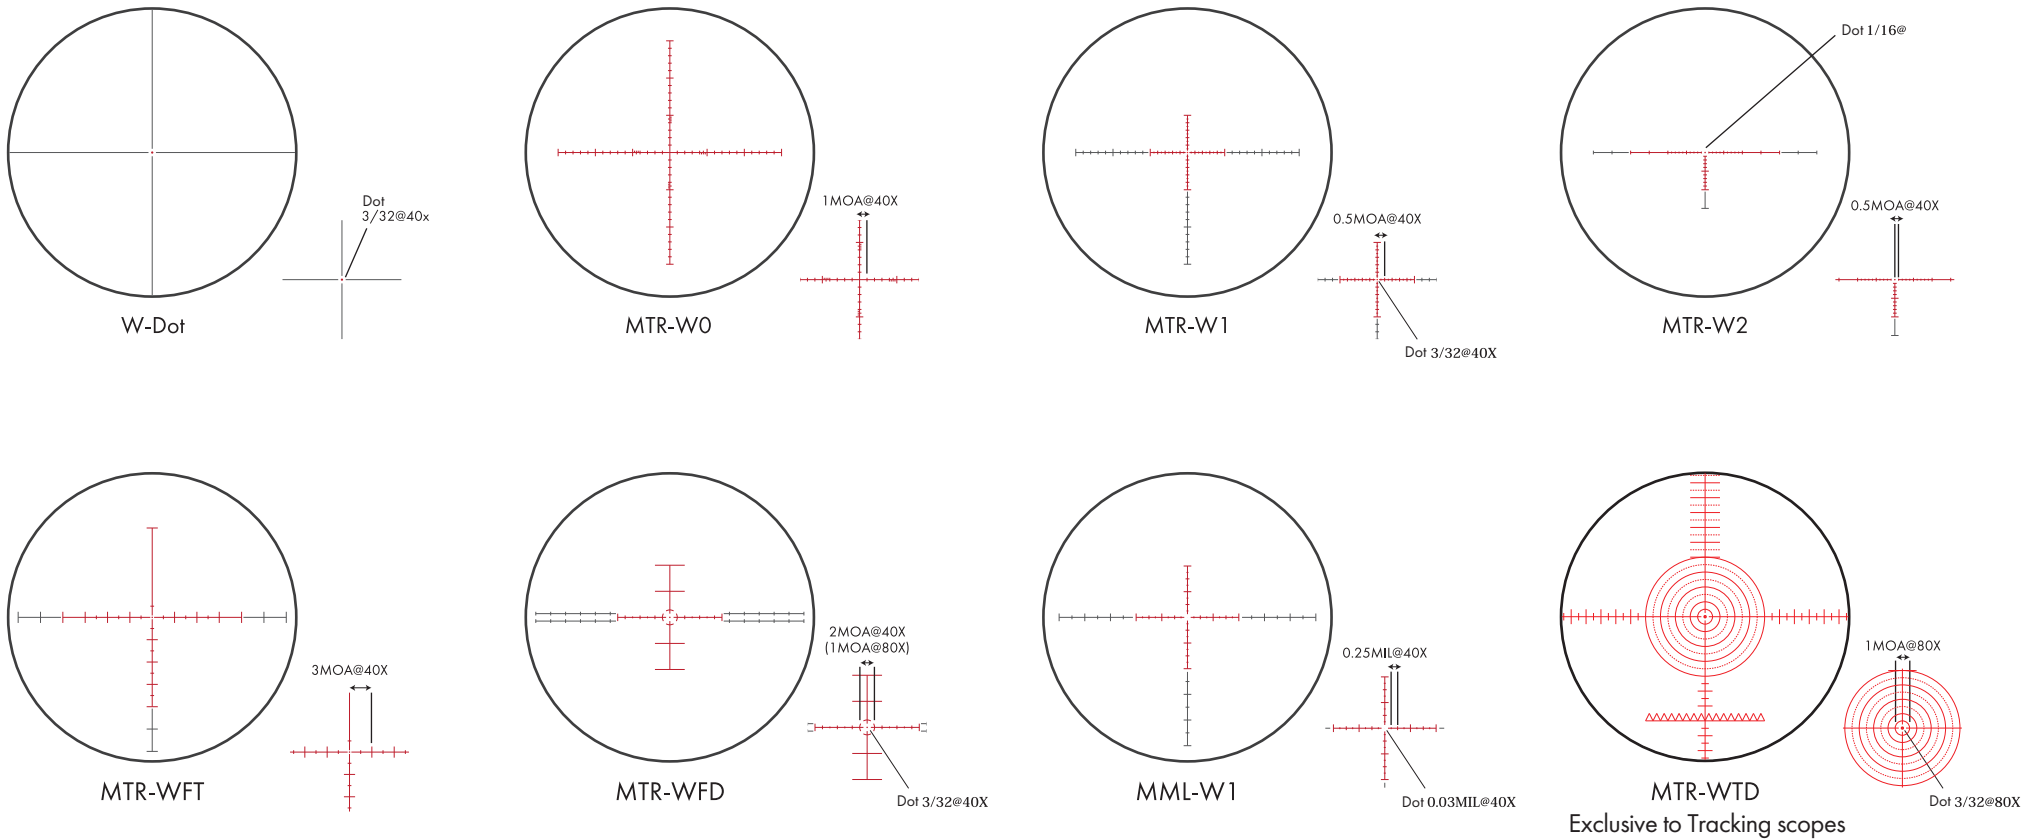 Dot 1/16@
Dot
3/32@40x
1MOA@40X
0.5MOA@40X
0.5MOA@40X
W-Dot
MTR-W0
MTR-W1
MTR-W2
Dot 3/32@40X
3MOA@40X
2MOA@40X
(1MOA@80X)
0.25MIL@40X
1MOA@80X
MTR-WFT
MTR-WFD
MML-W1
MTR-WTD
Dot 3/32@40X
Dot 0.03MIL@40X
Dot 3/32@80X
Exclusive to Tracking scopes